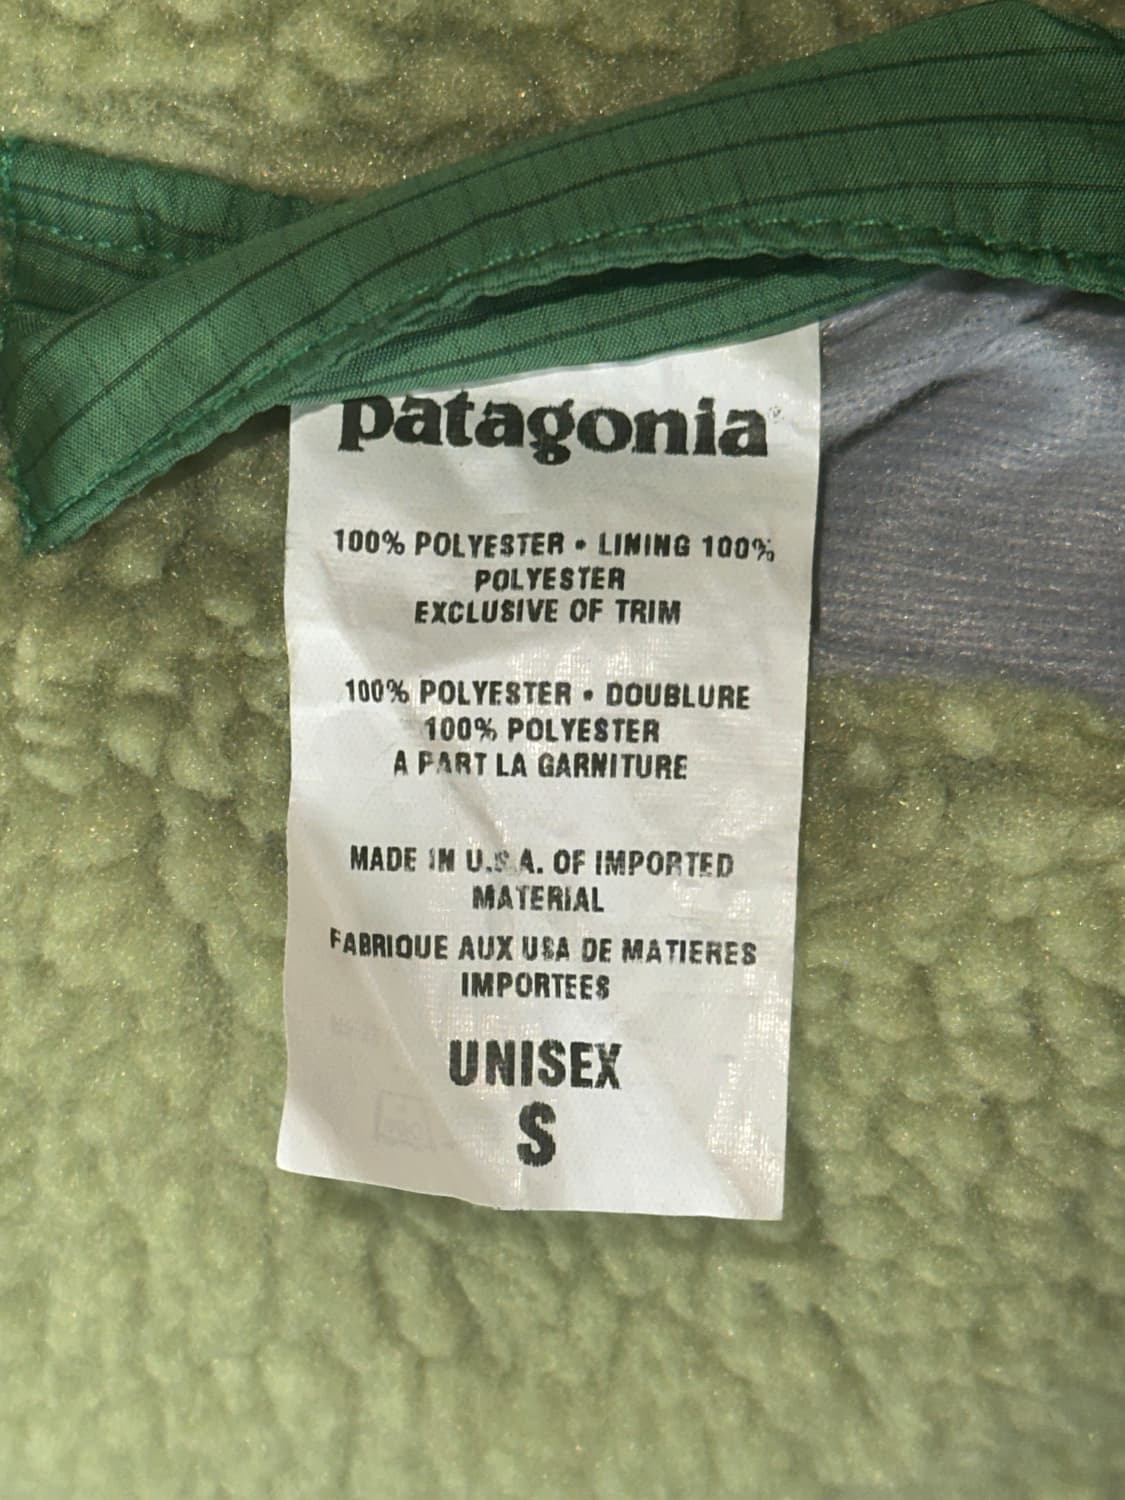 patagonia®
100% POLYESTER • LINING 100%
POLYESTER
EXCLUSIVE OF TRIM
100% POLYESTER • DOUBLURE
100% POLYESTER
A PART LA GARNITURE
MADE IN U.S.A. OF IMPORTED
MATERIAL
FABRIQUE AUX USA DE MATIERES
IMPORTEES
UNISEX
S